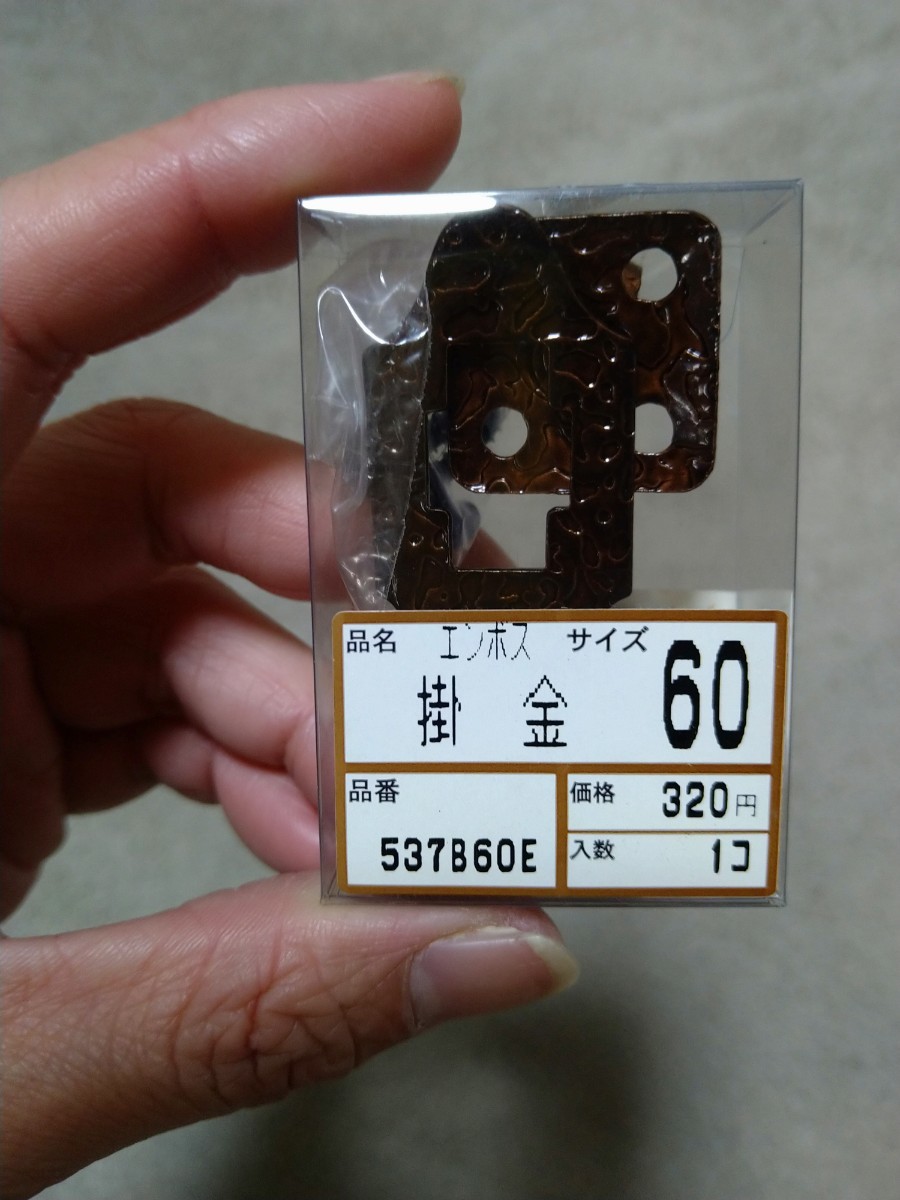 品名 エンボス サイズ 60
掛金
品番
537B60E
価格 320円
入数 1コ